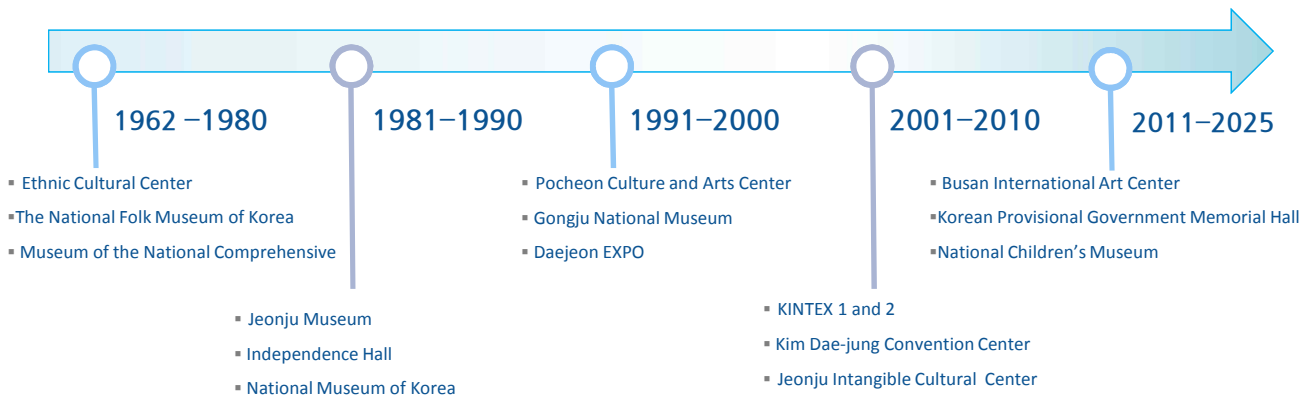 1962 –1980
1981–1990
1991–2000
2001–2010
2011–2025
▪ Ethnic Cultural Center
▪The National Folk Museum of Korea
▪ Museum of the National Comprehensive
▪ Jeonju Museum
▪ Independence Hall
▪ National Museum of Korea
▪ Pocheon Culture and Arts Center
▪ Gongju National Museum
▪ Daejeon EXPO
▪ KINTEX 1 and 2
▪ Kim Dae-jung Convention Center
▪ Jeonju Intangible Cultural Center
▪ Busan International Art Center
▪Korean Provisional Government Memorial Hall
▪ National Children’s Museum